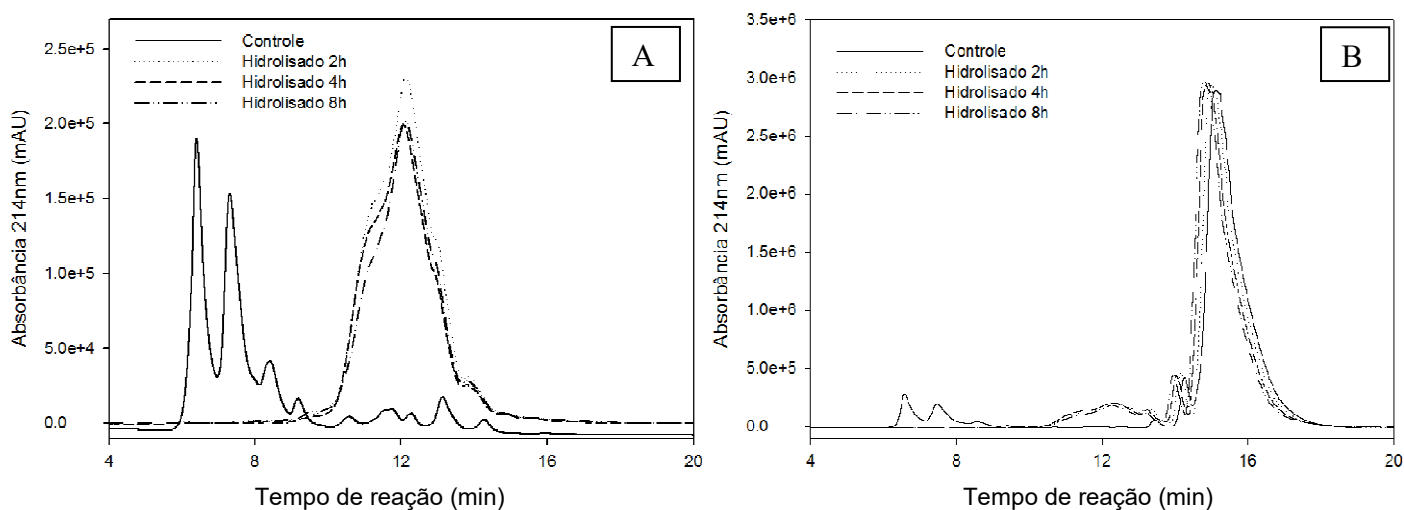 A
Controle
Hidrolisado 2h
Hidrolisado 4h
Hidrolisado 8h
2.5e+5
2.0e+5
1.5e+5
1.0e+5
5.0e+4
0.0
Absorbância 214nm (mAU)
4
8
12
16
20
Tempo de reação (min)
B
Controle
Hidrolisado 2h
Hidrolisado 4h
Hidrolisado 8h
3.5e+6
3.0e+6
2.5e+6
2.0e+6
1.5e+6
1.0e+6
5.0e+5
0.0
Absorbância 214nm (mAU)
4
8
12
16
20
Tempo de reação (min)